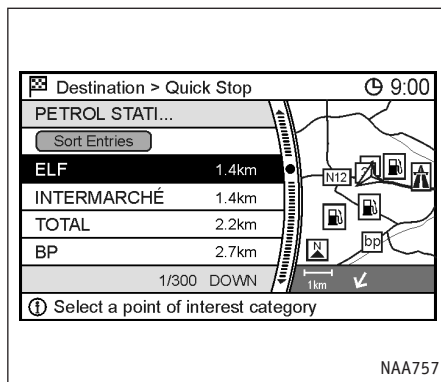 Destination > Quick Stop 9:00
PETROL STATI...
Sort Entries
ELF 1.4km
INTERMARCHÉ 1.4km
TOTAL 2.2km
BP 2.7km
1/300 DOWN
i Select a point of interest category
N12
bp
N
1km
NAA757